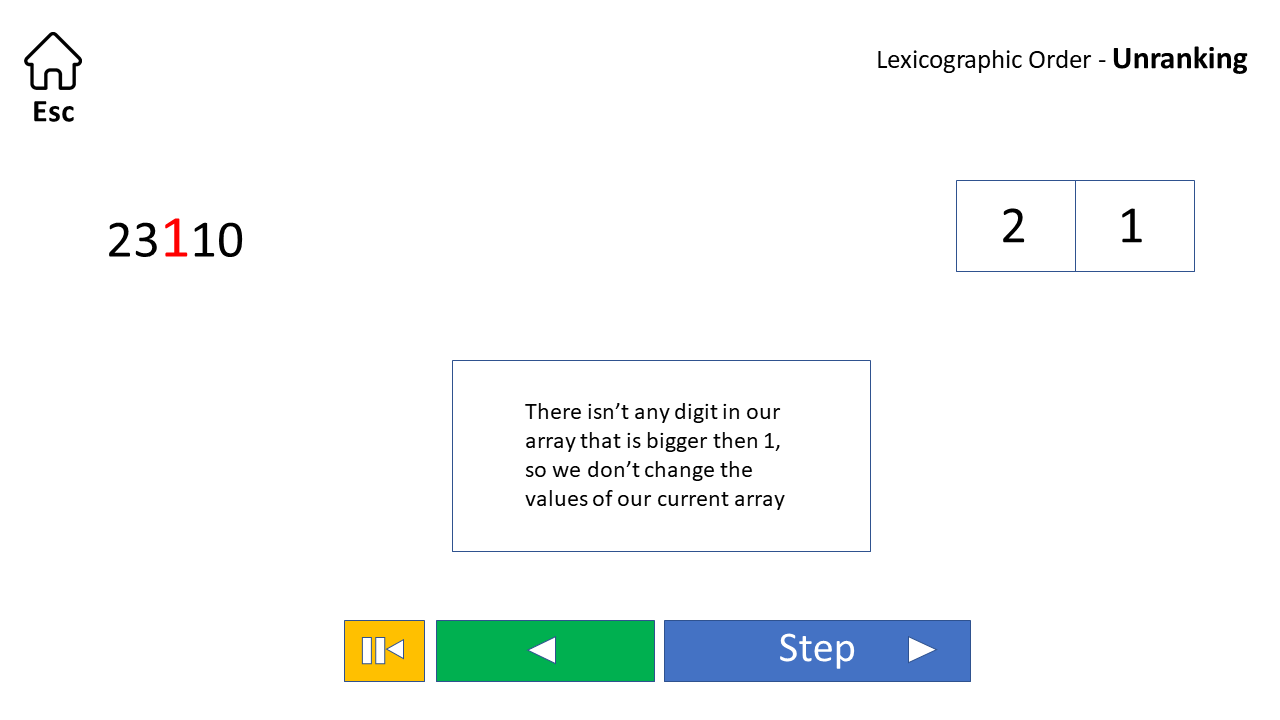 Lexicographic Order - Unranking
Esc
23110
2 1
There isn’t any digit in our
array that is bigger then 1,
so we don’t change the
values of our current array
Step